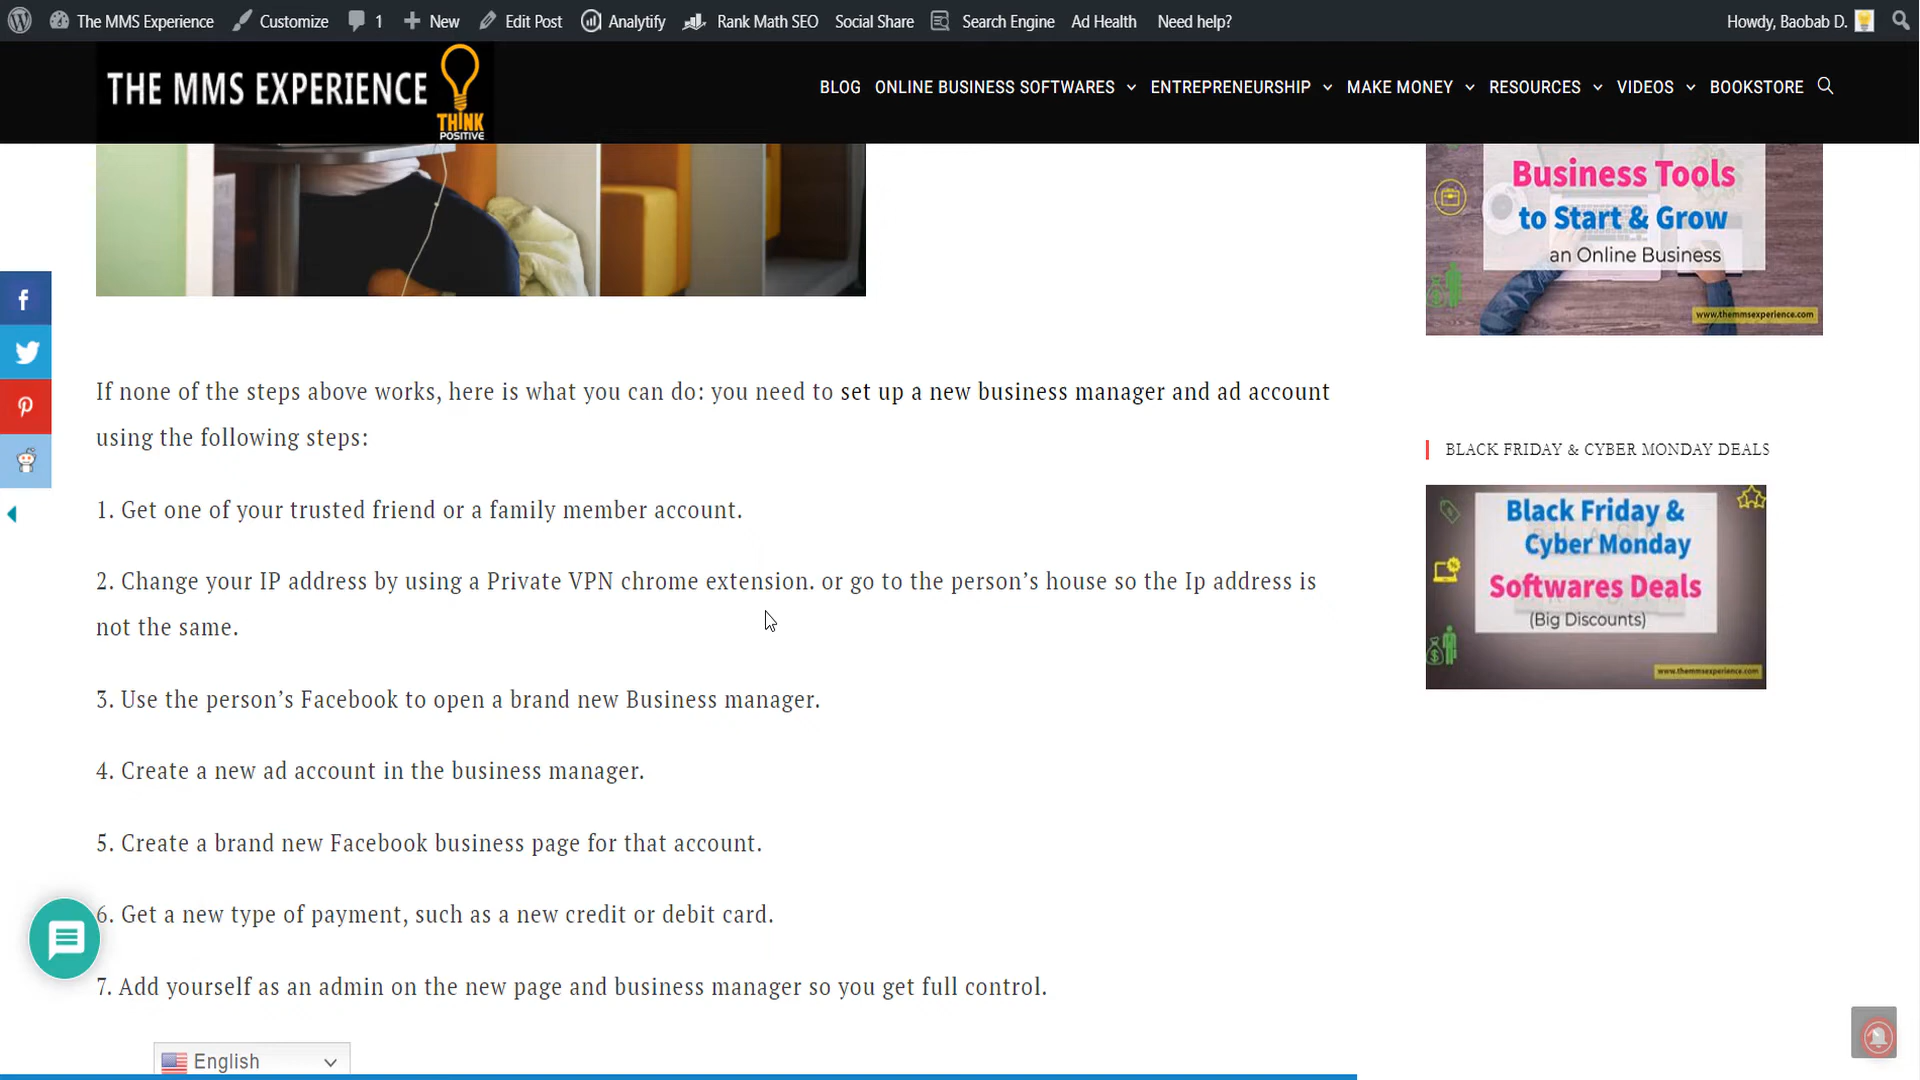 The MMS Experience Customize 1 New Edit Post Analytify Rank Math SEO Social Share Search Engine Ad Health Need help? Howdy, Baobab D.
THE MMS EXPERIENCE
THINK
POSITIVE
BLOG ONLINE BUSINESS SOFTWARES ENTREPRENEURSHIP MAKE MONEY RESOURCES VIDEOS BOOKSTORE
Business Tools
to Start & Grow
an Online Business
www.themmsexperience.com
If none of the steps above works, here is what you can do: you need to set up a new business manager and ad account
using the following steps:
1. Get one of your trusted friend or a family member account.
2. Change your IP address by using a Private VPN chrome extension. or go to the person’s house so the Ip address is
not the same.
3. Use the person’s Facebook to open a brand new Business manager.
4. Create a new ad account in the business manager.
5. Create a brand new Facebook business page for that account.
6. Get a new type of payment, such as a new credit or debit card.
7. Add yourself as an admin on the new page and business manager so you get full control.
BLACK FRIDAY & CYBER MONDAY DEALS
Black Friday &
Cyber Monday
Softwares Deals
(Big Discounts)
www.themmsexperience.com
English